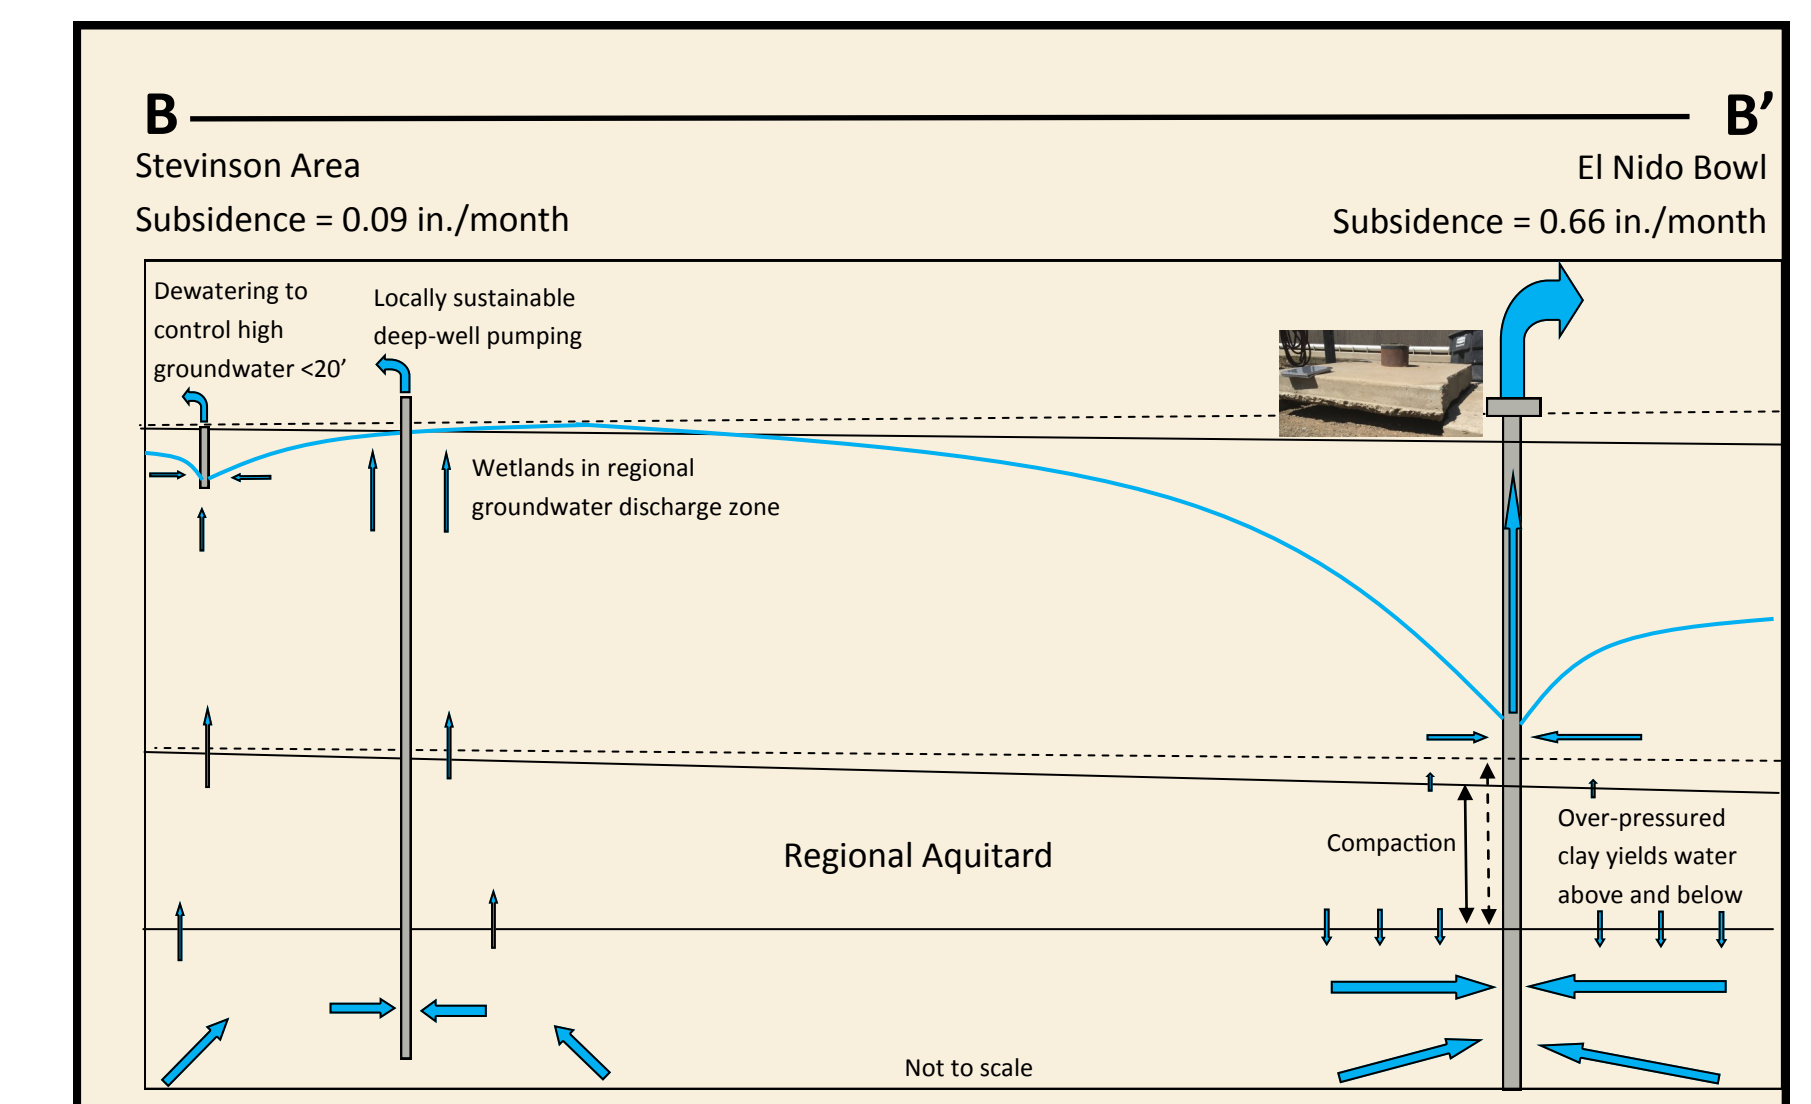 B
B’
Stevinson Area
El Nido Bowl
Subsidence = 0.09 in./month
Subsidence = 0.66 in./month
Dewatering to
control high
groundwater <20’
Locally sustainable
deep-well pumping
Wetlands in regional
groundwater discharge zone
Regional Aquitard
Compaction
Over-pressured
clay yields water
above and below
Not to scale